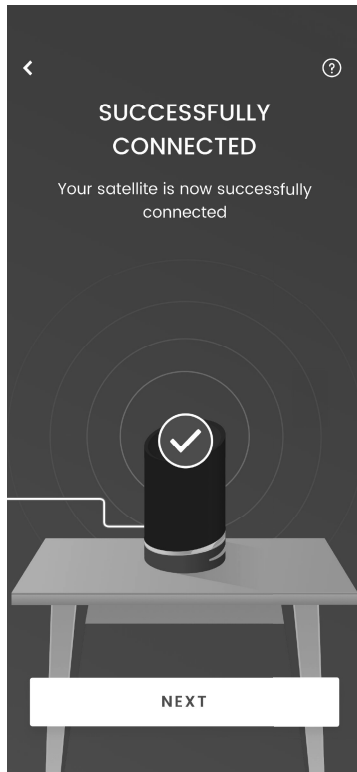 ?
SUCCESSFULLY
CONNECTED
Your satellite is now successfully
connected
NEXT